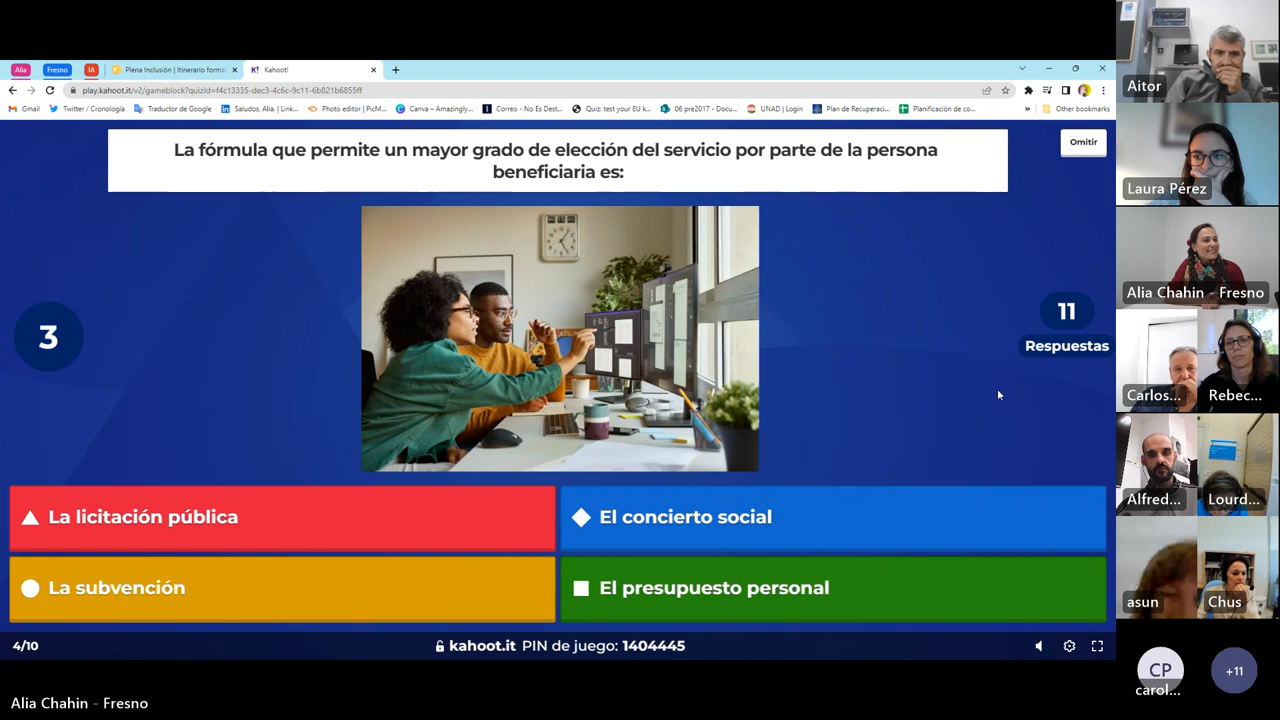 Alia
Fresno
IA
Plena Inclusión | Itinerario forma
K! Kahoot!
play.kahoot.it/v2/gameblock?quizId=f4c13335-dec3-4c6c-9c11-6b821b6855ff
Gmail
Twitter / Cronología
Traductor de Google
Saludos, Alia. | Link...
Photo editor | PicM...
Canva – Amazingly...
Correo - No Es Dest...
Quiz: test your EU k...
06 pre2017 - Docu...
UNAD | Login
Plan de Recuperaci...
Planificación de co...
»
Other bookmarks
La fórmula que permite un mayor grado de elección del servicio por parte de la persona
beneficiaria es:
Omitir
3
11
Respuestas
La licitación pública
El concierto social
La subvención
El presupuesto personal
4/10
kahoot.it PIN de juego: 1404445
Alia Chahin - Fresno
Aitor
Laura Pérez
Alia Chahin - Fresno
Carlos...
Rebec...
Alfred...
Lourd...
asun
Chus
CP
carol...
+11